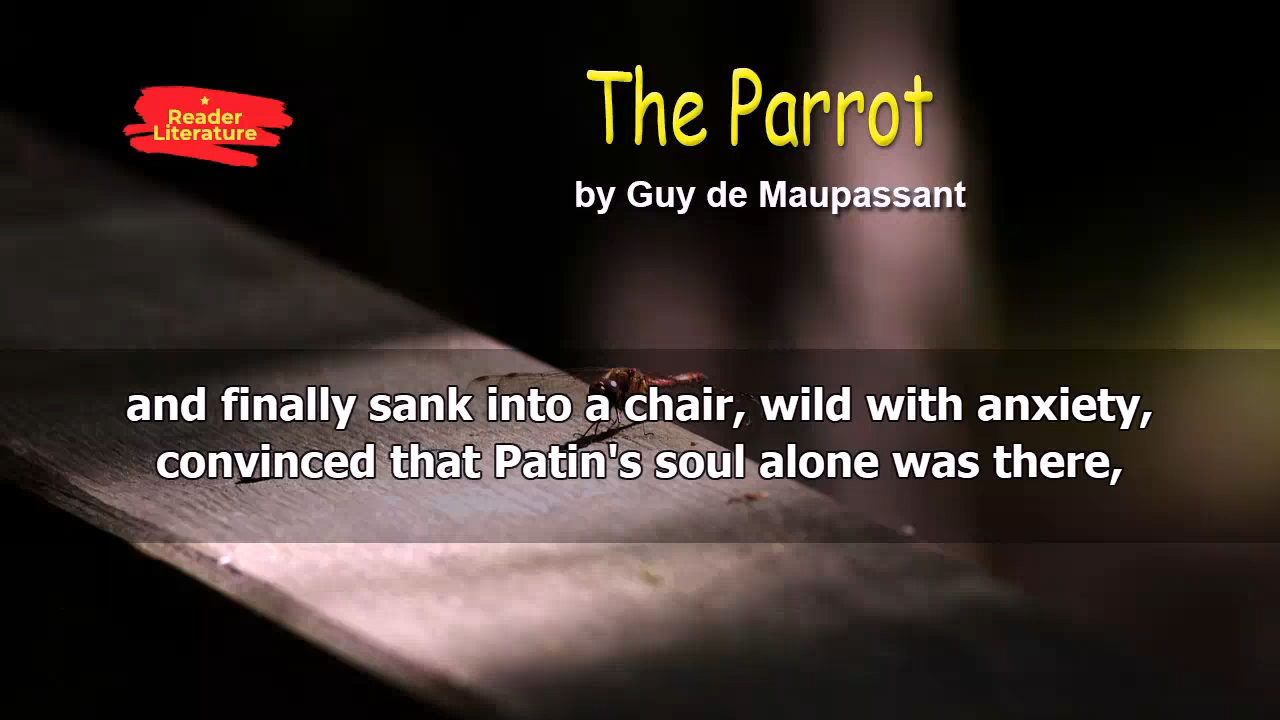 Reader
Literature
The Parrot
by Guy de Maupassant
and finally sank into a chair, wild with anxiety,
convinced that Patin's soul alone was there,